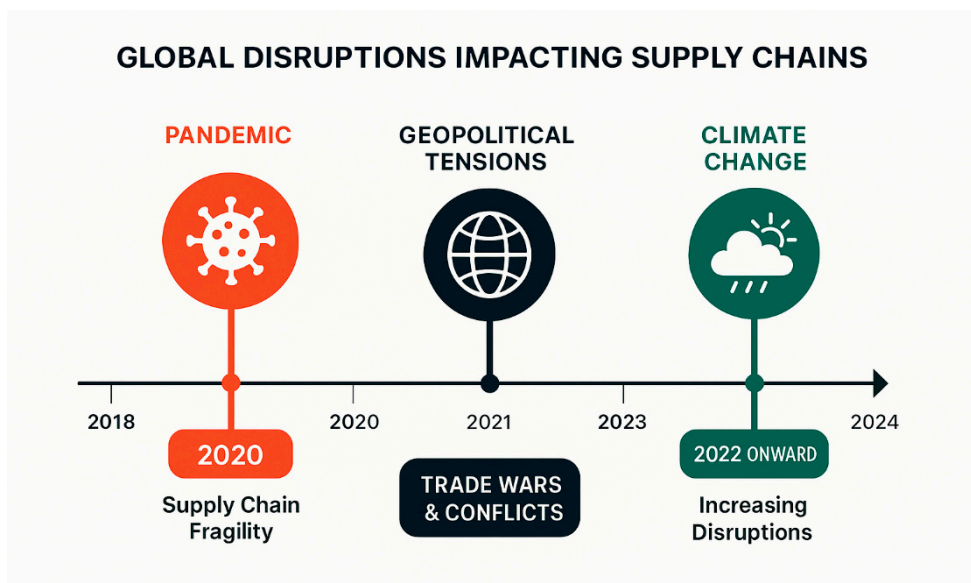 GLOBAL DISRUPTIONS IMPACTING SUPPLY CHAINS
PANDEMIC
GEOPOLITICAL
TENSIONS
CLIMATE
CHANGE
2018
2020
2021
2023
2024
2020
Supply Chain
Fragility
TRADE WARS
& CONFLICTS
2022 ONWARD
Increasing
Disruptions